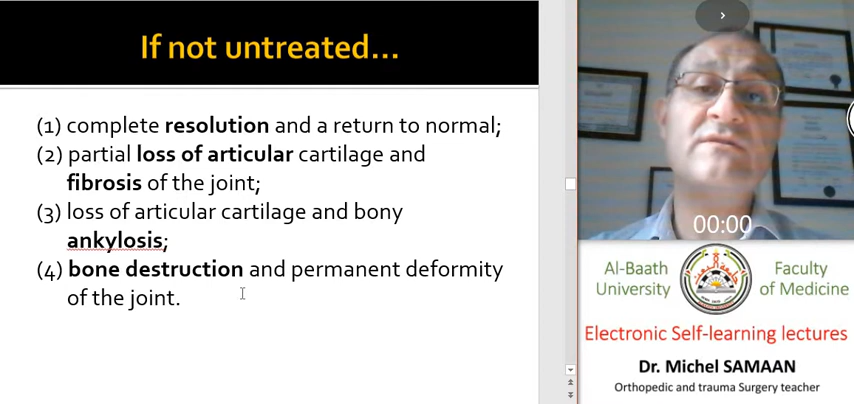 If not untreated...
(1) complete resolution and a return to normal;
(2) partial loss of articular cartilage and
fibrosis of the joint;
(3) loss of articular cartilage and bony
ankylosis;
(4) bone destruction and permanent deformity
of the joint.
00:00
Al-Baath
University
Faculty
of Medicine
Electronic Self-learning lectures
Dr. Michel SAMAAN
Orthopedic and trauma Surgery teacher